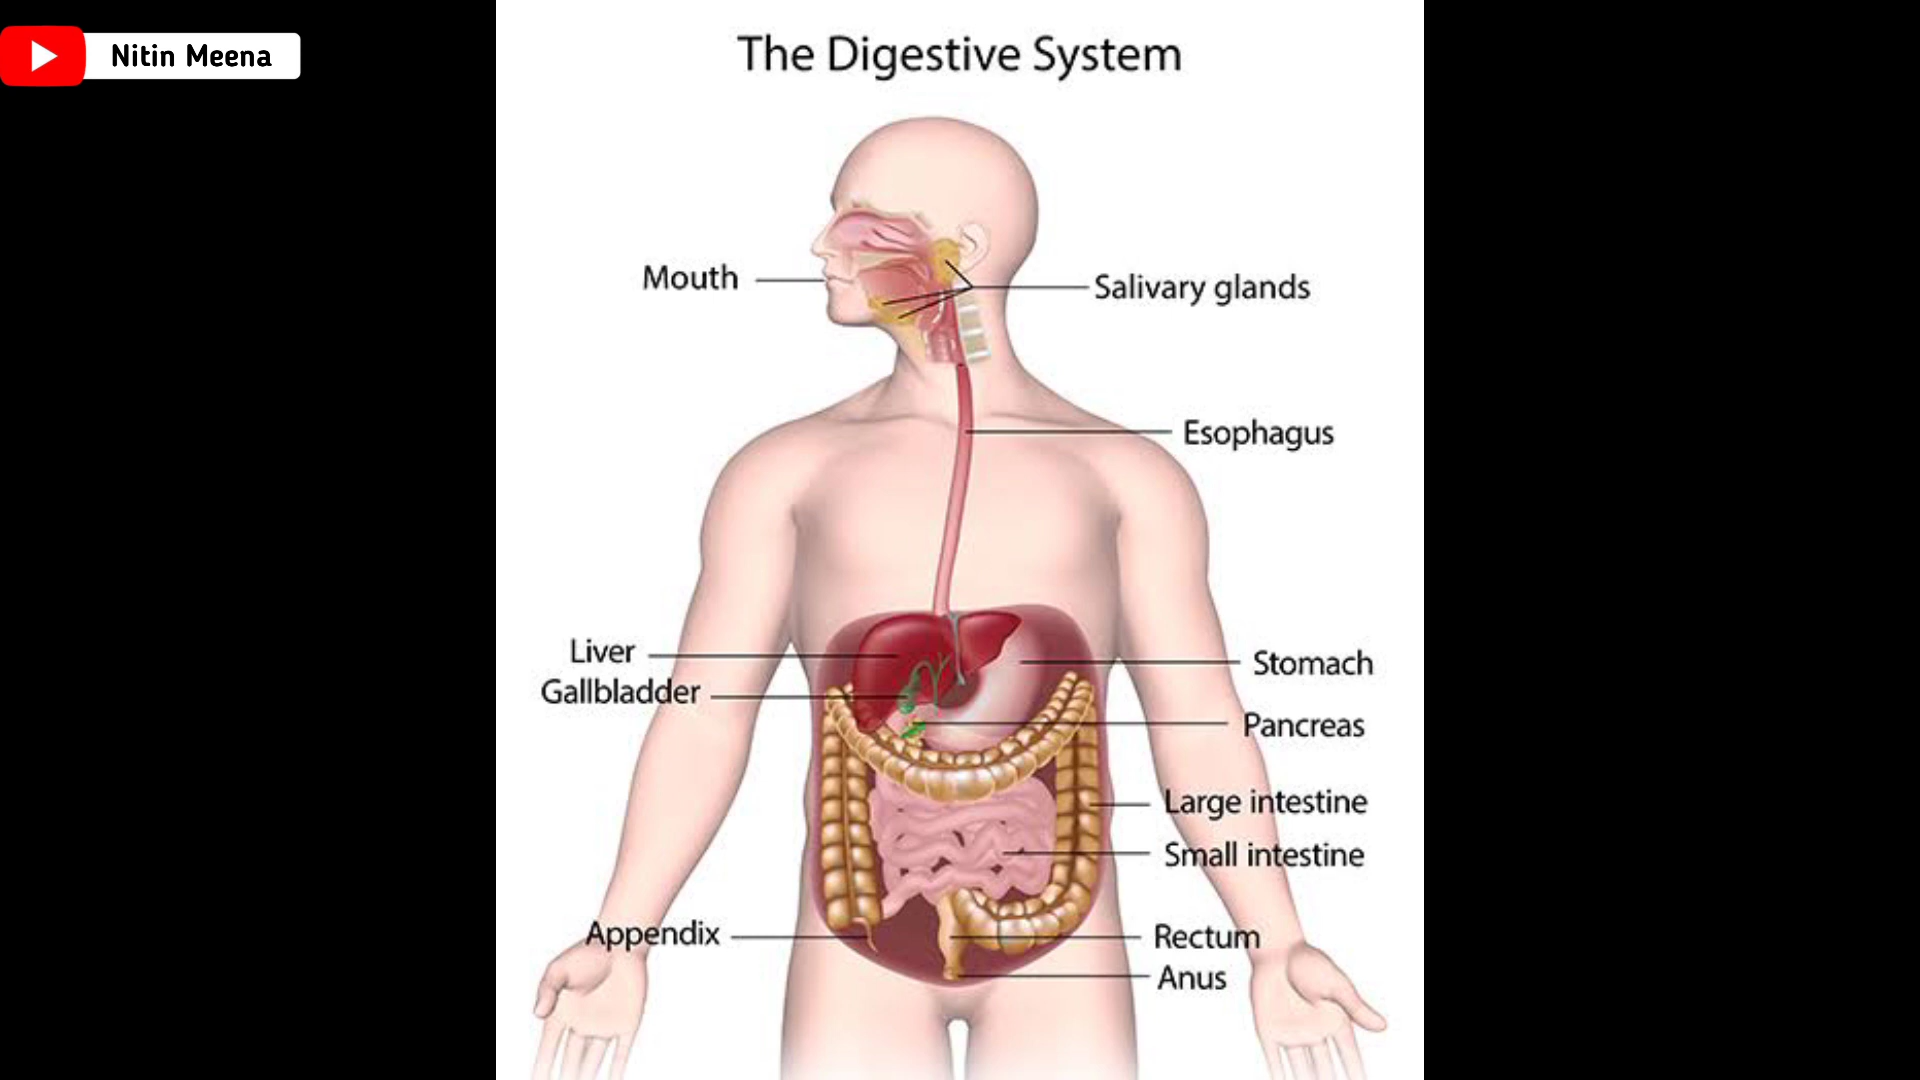 Nitin Meena
The Digestive System
Mouth
Salivary glands
Esophagus
Liver
Stomach
Gallbladder
Pancreas
Large intestine
Small intestine
Appendix
Rectum
Anus